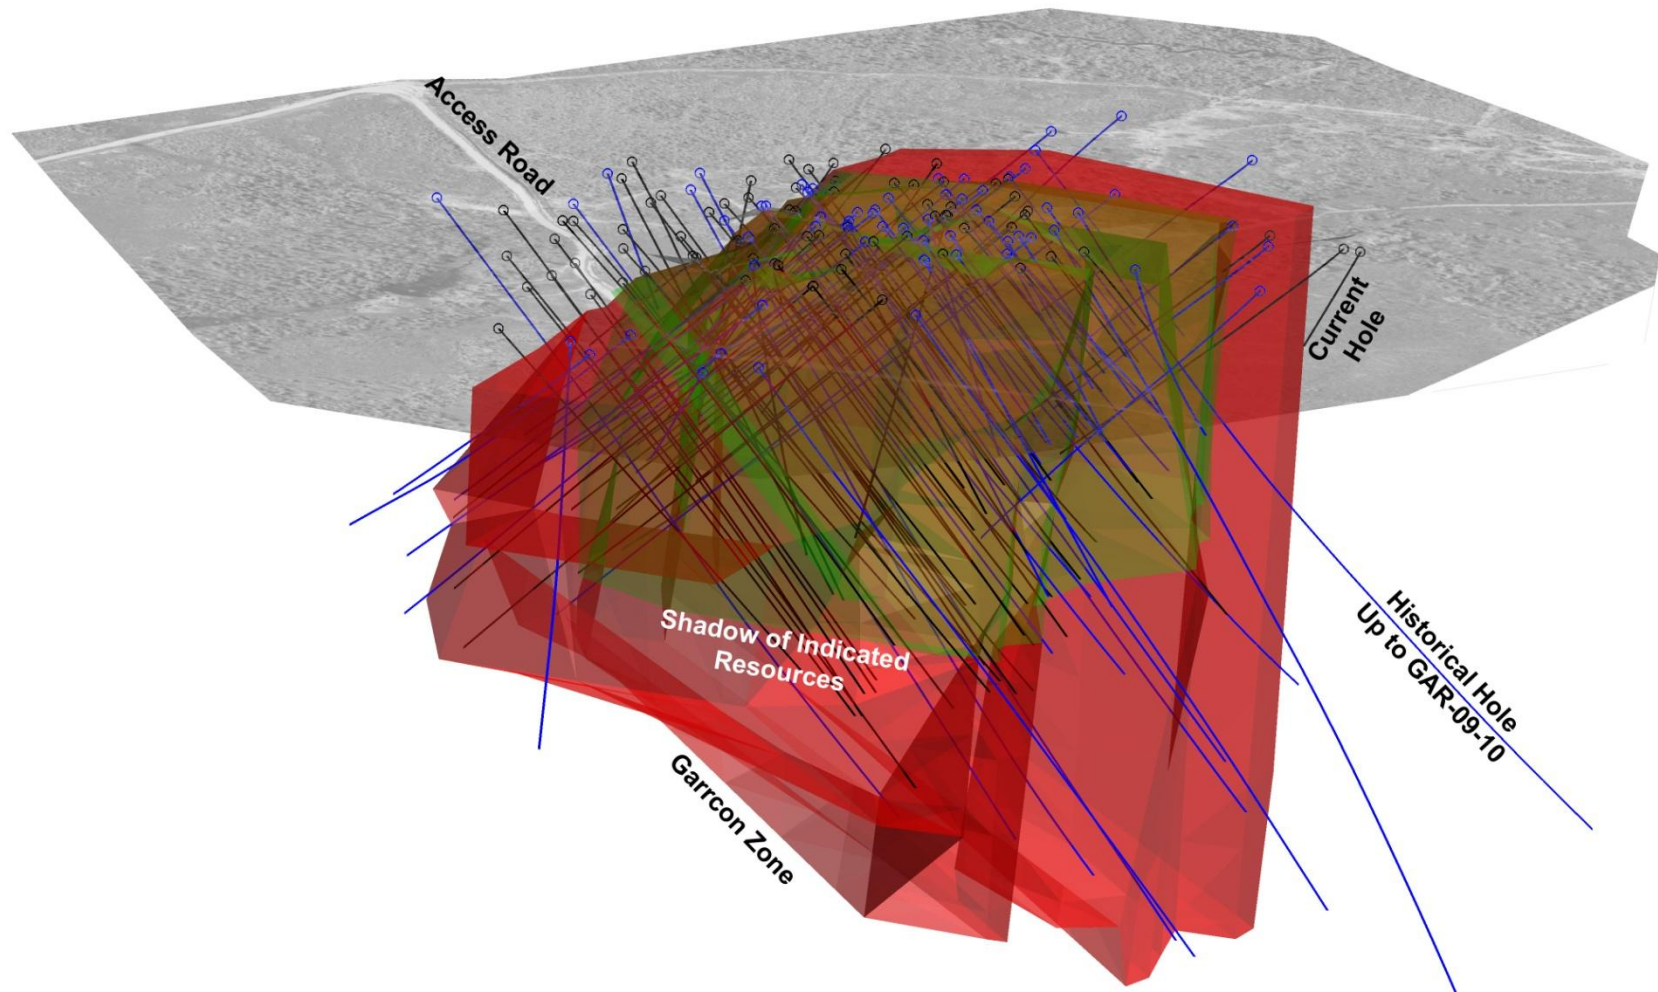 Access Road
Current
Hole
Historical Hole
Up to GAR-09-10
Shadow of Indicated
Resources
Garrcon Zone